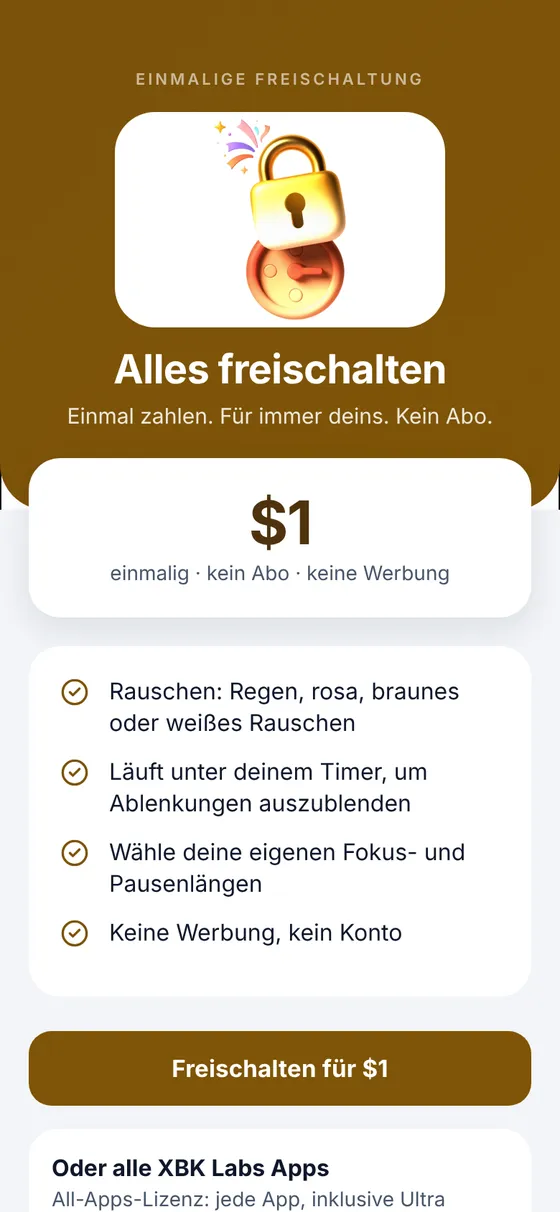 EINMALIGE FREISCHALTUNG
Alles freischalten
Einmal zahlen. Für immer deins. Kein Abo.
$1
einmalig · kein Abo · keine Werbung
Rauschen: Regen, rosa, braunes
oder weißes Rauschen
Läuft unter deinem Timer, um
Ablenkungen auszublenden
Wähle deine eigenen Fokus- und
Pausenlängen
Keine Werbung, kein Konto
Freischalten für $1
Oder alle XBK Labs Apps
All-Apps-Lizenz: jede App, inklusive Ultra